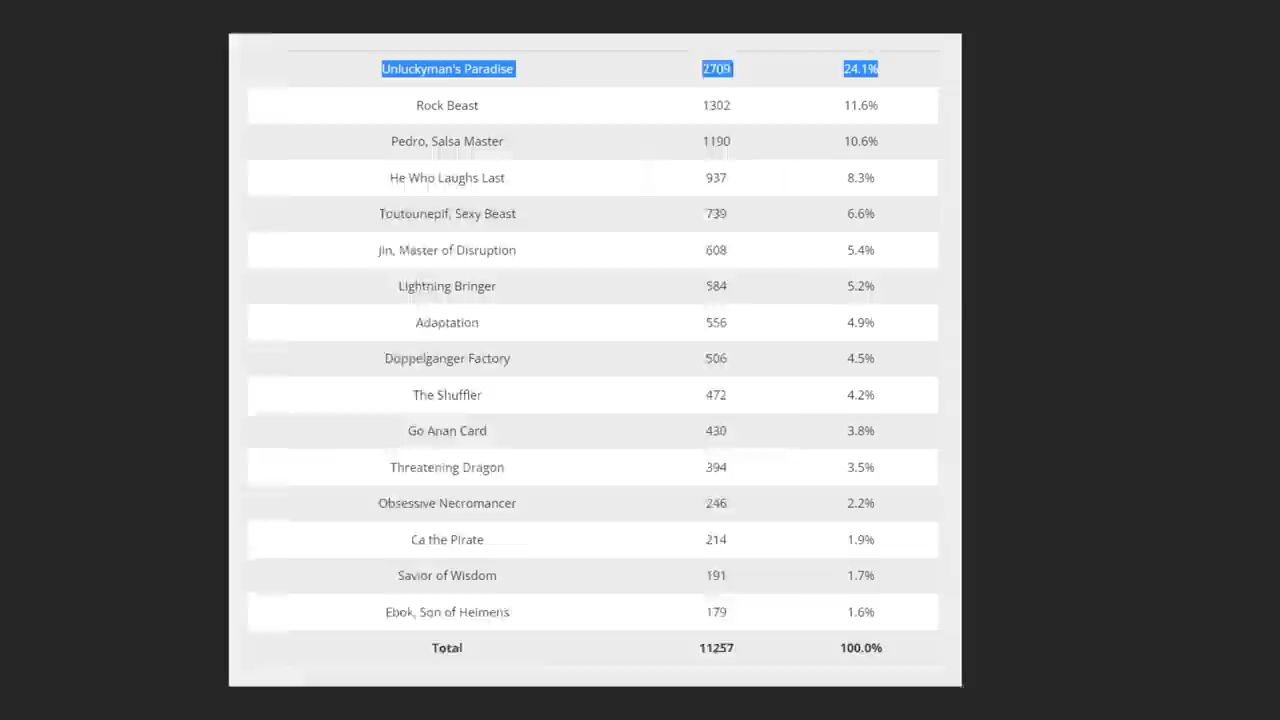 Unluckyman's Paradise 2709 24.1%
Rock Beast 1302 11.6%
Pedro, Salsa Master 1190 10.6%
He Who Laughs Last 937 8.3%
Toutounepif, Sexy Beast 739 6.6%
Jin, Master of Disruption 608 5.4%
Lightning Bringer 584 5.2%
Adaptation 556 4.9%
Doppelganger Factory 506 4.5%
The Shuffler 472 4.2%
Go Anan Card 430 3.8%
Threatening Dragon 394 3.5%
Obsessive Necromancer 246 2.2%
Ca the Pirate 214 1.9%
Savior of Wisdom 191 1.7%
Ebok, Son of Heimens 179 1.6%
Total 11257 100.0%